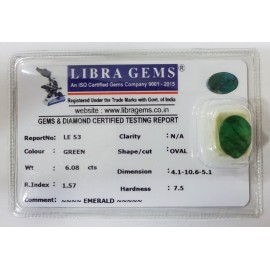 LIBRA GEMS
An ISO Certified Gems Company 9001 - 2015
Registered Under the Trade Marks with Govt. of India
website : www.libragems.co.in
GEMS & DIAMOND CERTIFIED TESTING REPORT
ReportNo: LE 53 Clarity : N/A
Colour : GREEN Shape/cut : OVAL
Wt : 6.08 cts Dimension : 4.1-10.6-5.1
R.Index : 1.57 Hardness : 7.5
Comments : ~~~~ EMERALD ~~~~